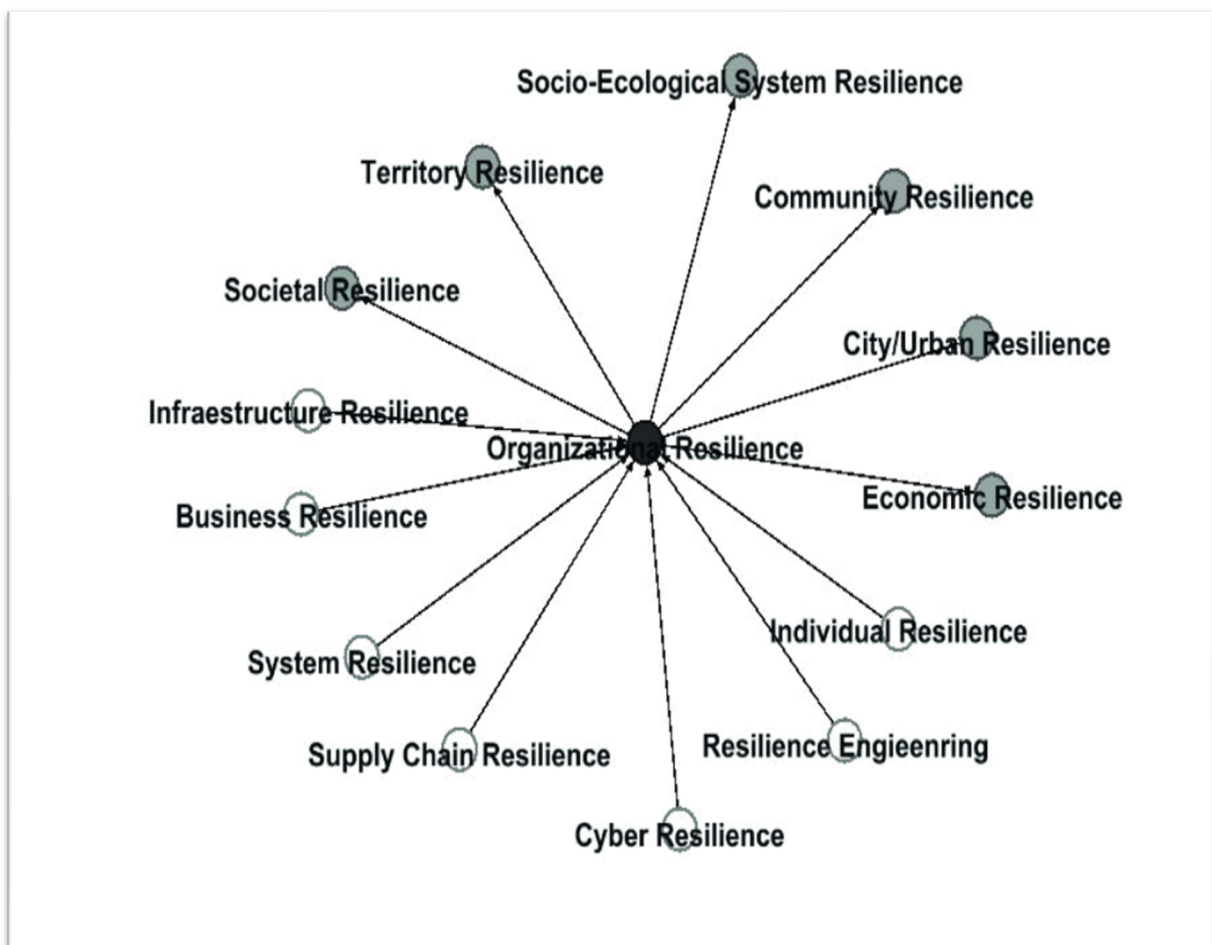 Socio-Ecological System Resilience
Territory Resilience
Community Resilience
Societal Resilience
City/Urban Resilience
Infraestructure Resilience
Organizational Resilience
Economic Resilience
Business Resilience
Individual Resilience
System Resilience
Resilience Engieenring
Supply Chain Resilience
Cyber Resilience